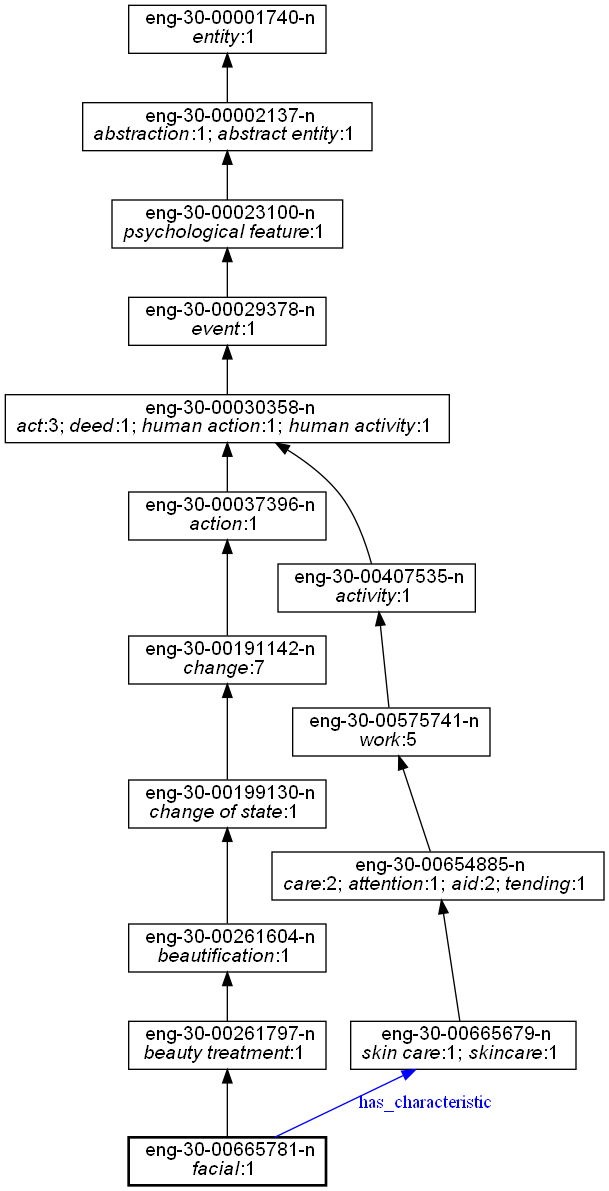 eng-30-00001740-n
entity:1
eng-30-00002137-n
abstraction:1; abstract entity:1
eng-30-00023100-n
psychological feature:1
eng-30-00029378-n
event:1
eng-30-00030358-n
act:3; deed:1; human action:1; human activity:1
eng-30-00037396-n
action:1
eng-30-00407535-n
activity:1
eng-30-00191142-n
change:7
eng-30-00575741-n
work:5
eng-30-00199130-n
change of state:1
eng-30-00654885-n
care:2; attention:1; aid:2; tending:1
eng-30-00261604-n
beautification:1
eng-30-00261797-n
beauty treatment:1
eng-30-00665679-n
skin care:1; skincare:1
has_characteristic
eng-30-00665781-n
facial:1